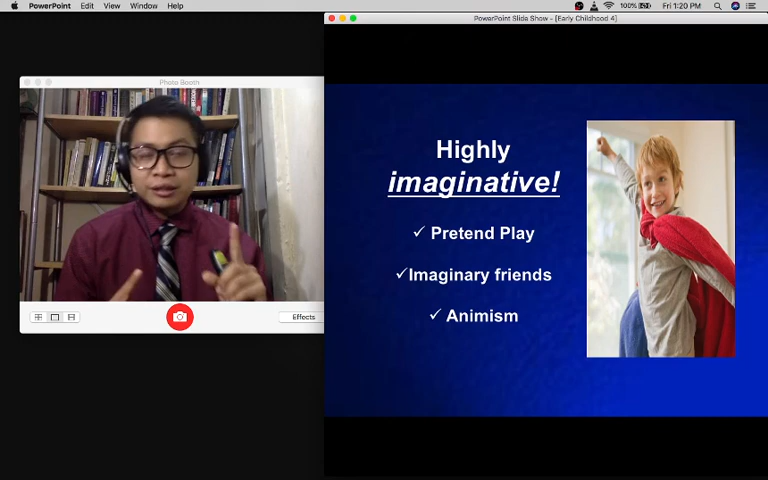 PowerPoint Edit View Window Help
100% Fri 1:20 PM
PowerPoint Slide Show - [Early Childhood 4]
Photo Booth
Highly
imaginative!
✓ Pretend Play
✓Imaginary friends
✓ Animism
Effects